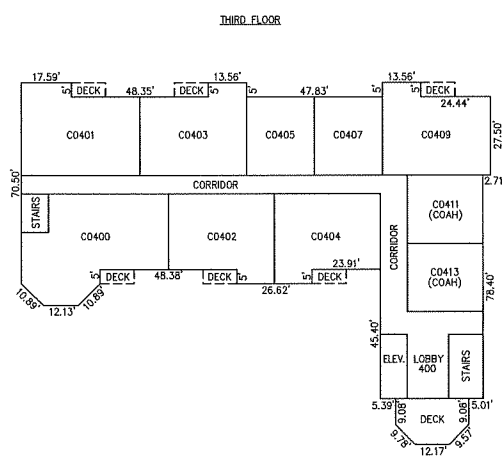 THIRD FLOOR
17.59' 13.56' 13.56'
5' DECK 48.35' DECK 5' 5' 47.83' 5' 5' DECK
24.44'
C0401 C0403 C0405 C0407 C0409
27.50'
70.50'
CORRIDOR
2.71'
STAIRS
C0400 C0402 C0404
CORRIDOR
C0411
(COAH)
23.91'
C0413
(COAH)
5' DECK 48.38' DECK 5' 5' DECK
10.89' 12.13' 10.89'
26.62'
78.40'
45.40'
ELEV. LOBBY
400
STAIRS
5.39' 9.08' 9.08' 5.01'
DECK
9.78' 12.17' 9.57'